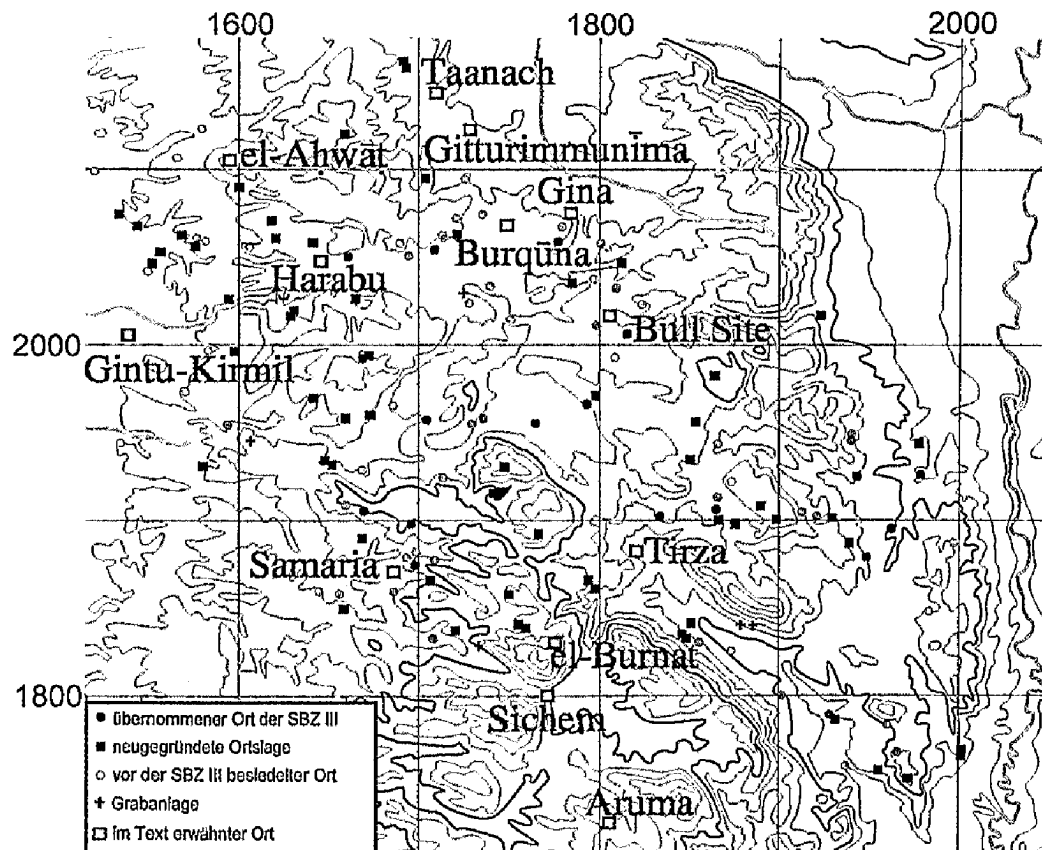 1600 1800 2000
Taanach
Gitturimmunīma
el-Ahwāt
Gina
Burqūna
Harabu
Bull Site
2000
Gintu-Kirmil
Tirza
Samaria
el-Burnat
1800
Sichem
Aruma
übernommener Ort der SBZ III
neugegründete Ortslage
vor der SBZ III besiedelter Ort
Grabanlage
im Text erwähnter Ort